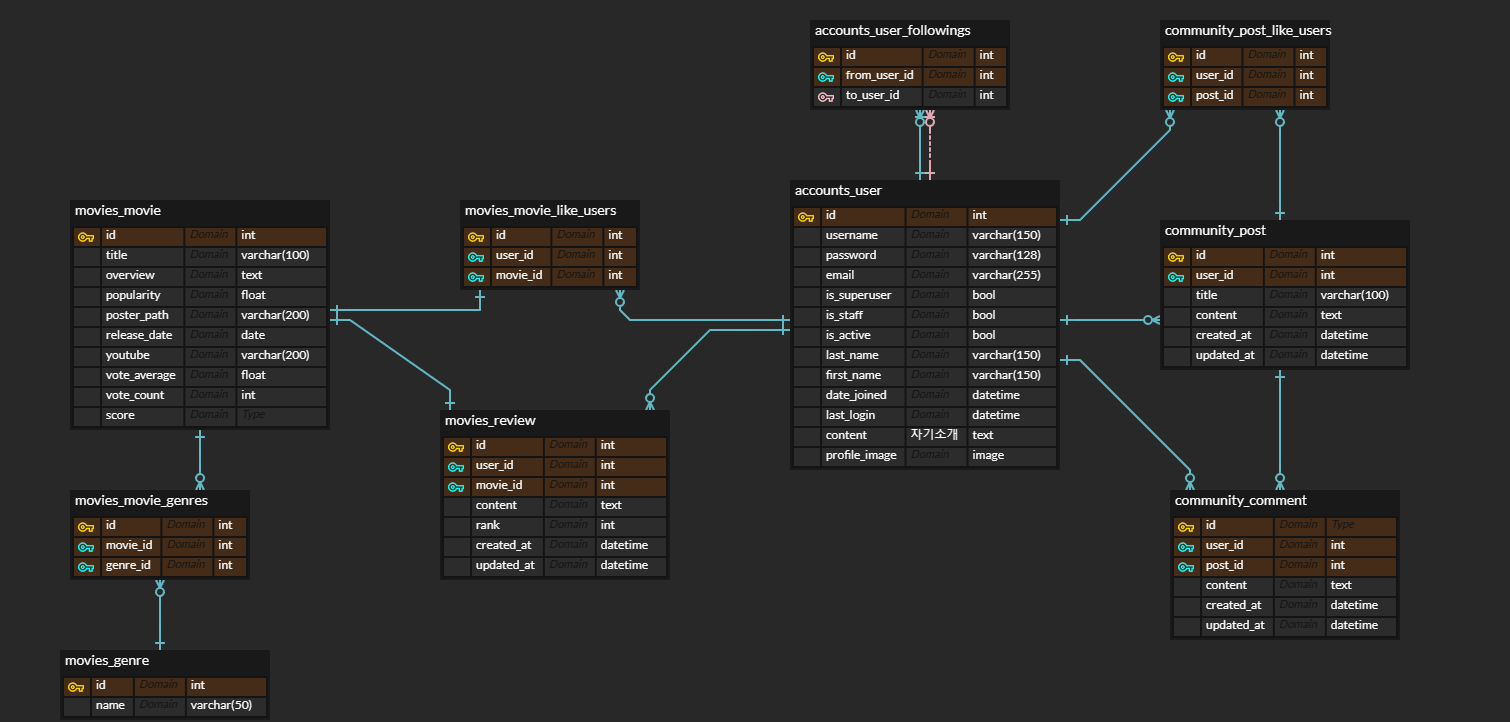 accounts_user_followings
id Domain int
from_user_id Domain int
to_user_id Domain int
community_post_like_users
id Domain int
user_id Domain int
post_id Domain int
accounts_user
id Domain int
username Domain varchar(150)
password Domain varchar(128)
email Domain varchar(255)
is_superuser Domain bool
is_staff Domain bool
is_active Domain bool
last_name Domain varchar(150)
first_name Domain varchar(150)
date_joined Domain datetime
last_login Domain datetime
content 자기소개 text
profile_image Domain image
movies_movie
id Domain int
title Domain varchar(100)
overview Domain text
popularity Domain float
poster_path Domain varchar(200)
release_date Domain date
youtube Domain varchar(200)
vote_average Domain float
vote_count Domain int
score Domain Type
movies_movie_like_users
id Domain int
user_id Domain int
movie_id Domain int
community_post
id Domain int
user_id Domain int
title Domain varchar(100)
content Domain text
created_at Domain datetime
updated_at Domain datetime
movies_review
id Domain int
user_id Domain int
movie_id Domain int
content Domain text
rank Domain int
created_at Domain datetime
updated_at Domain datetime
movies_movie_genres
id Domain int
movie_id Domain int
genre_id Domain int
community_comment
id Domain Type
user_id Domain int
post_id Domain int
content Domain text
created_at Domain datetime
updated_at Domain datetime
movies_genre
id Domain int
name Domain varchar(50)